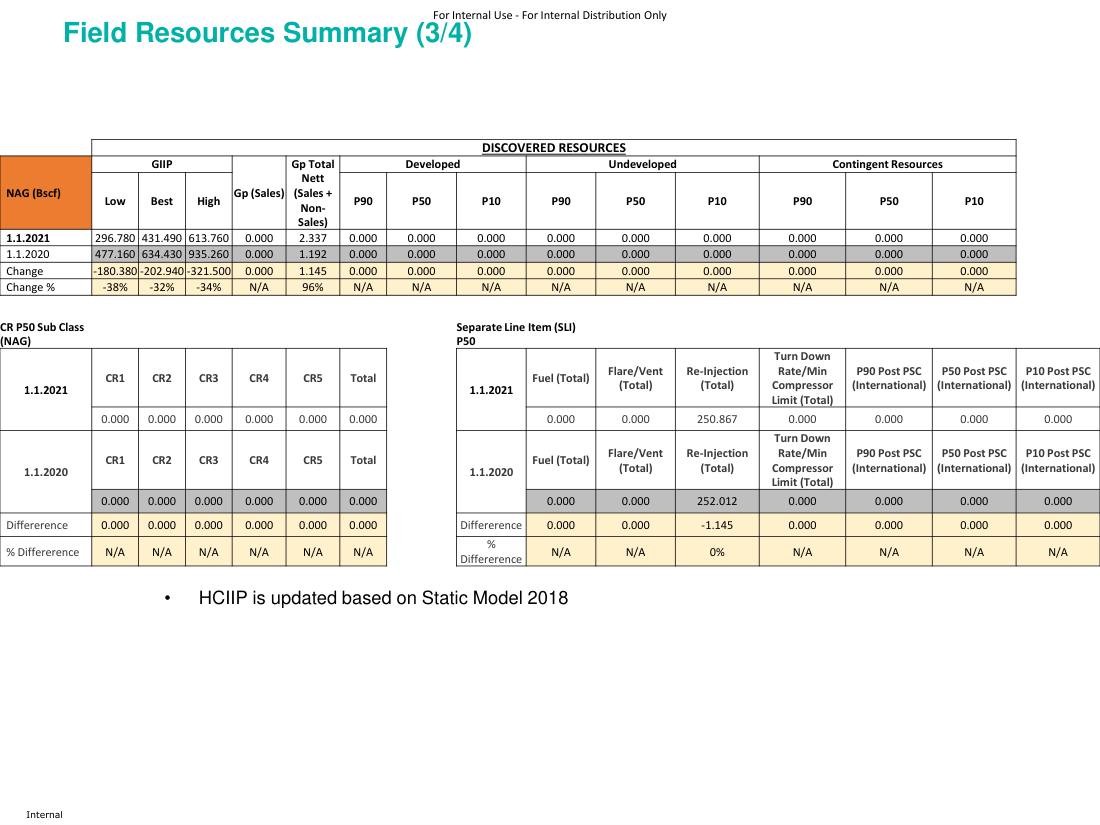 For Internal Use - For Internal Distribution Only
Field Resources Summary (3/4)
DISCOVERED RESOURCES
NAG (Bscf) GIIP Gp (Sales) Gp Total Nett (Sales + Non-Sales) Developed Undeveloped Contingent Resources
Low Best High P90 P50 P10 P90 P50 P10 P90 P50 P10
1.1.2021 296.780 431.490 613.760 0.000 2.337 0.000 0.000 0.000 0.000 0.000 0.000 0.000 0.000 0.000
1.1.2020 477.160 634.430 935.260 0.000 1.192 0.000 0.000 0.000 0.000 0.000 0.000 0.000 0.000 0.000
Change -180.380 -202.940 -321.500 0.000 1.145 0.000 0.000 0.000 0.000 0.000 0.000 0.000 0.000 0.000
Change % -38% -32% -34% N/A 96% N/A N/A N/A N/A N/A N/A N/A N/A N/A
CR P50 Sub Class
(NAG)
1.1.2021 CR1 CR2 CR3 CR4 CR5 Total
0.000 0.000 0.000 0.000 0.000 0.000
1.1.2020 CR1 CR2 CR3 CR4 CR5 Total
0.000 0.000 0.000 0.000 0.000 0.000
Differerence 0.000 0.000 0.000 0.000 0.000 0.000
% Differerence N/A N/A N/A N/A N/A N/A
Separate Line Item (SLI)
P50
1.1.2021 Fuel (Total) Flare/Vent (Total) Re-Injection (Total) Turn Down Rate/Min Compressor Limit (Total) P90 Post PSC (International) P50 Post PSC (International) P10 Post PSC (International)
0.000 0.000 250.867 0.000 0.000 0.000 0.000
1.1.2020 Fuel (Total) Flare/Vent (Total) Re-Injection (Total) Turn Down Rate/Min Compressor Limit (Total) P90 Post PSC (International) P50 Post PSC (International) P10 Post PSC (International)
0.000 0.000 252.012 0.000 0.000 0.000 0.000
Differerence 0.000 0.000 -1.145 0.000 0.000 0.000 0.000
% Differerence N/A N/A 0% N/A N/A N/A N/A
• HCIIP is updated based on Static Model 2018
Internal